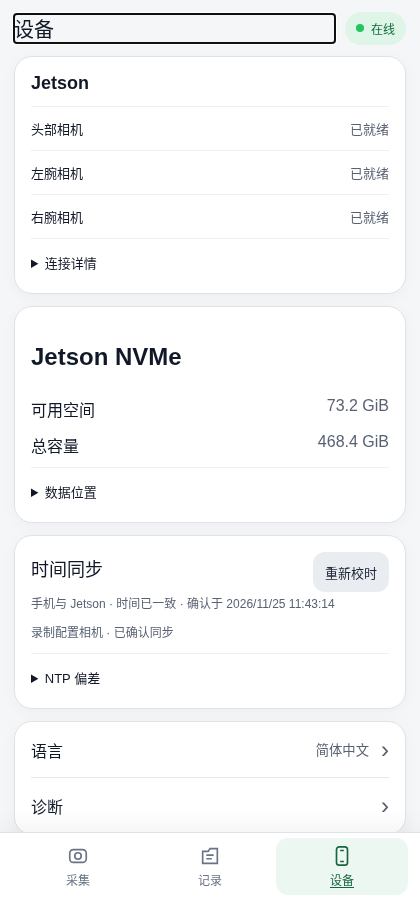 设备
在线
Jetson
头部相机 已就绪
左腕相机 已就绪
右腕相机 已就绪
连接详情
Jetson NVMe
可用空间 73.2 GiB
总容量 468.4 GiB
数据位置
时间同步
重新校时
手机与 Jetson · 时间已一致 · 确认于 2026/11/25 11:43:14
录制配置相机 · 已确认同步
NTP 偏差
语言 简体中文
诊断
采集
记录
设备